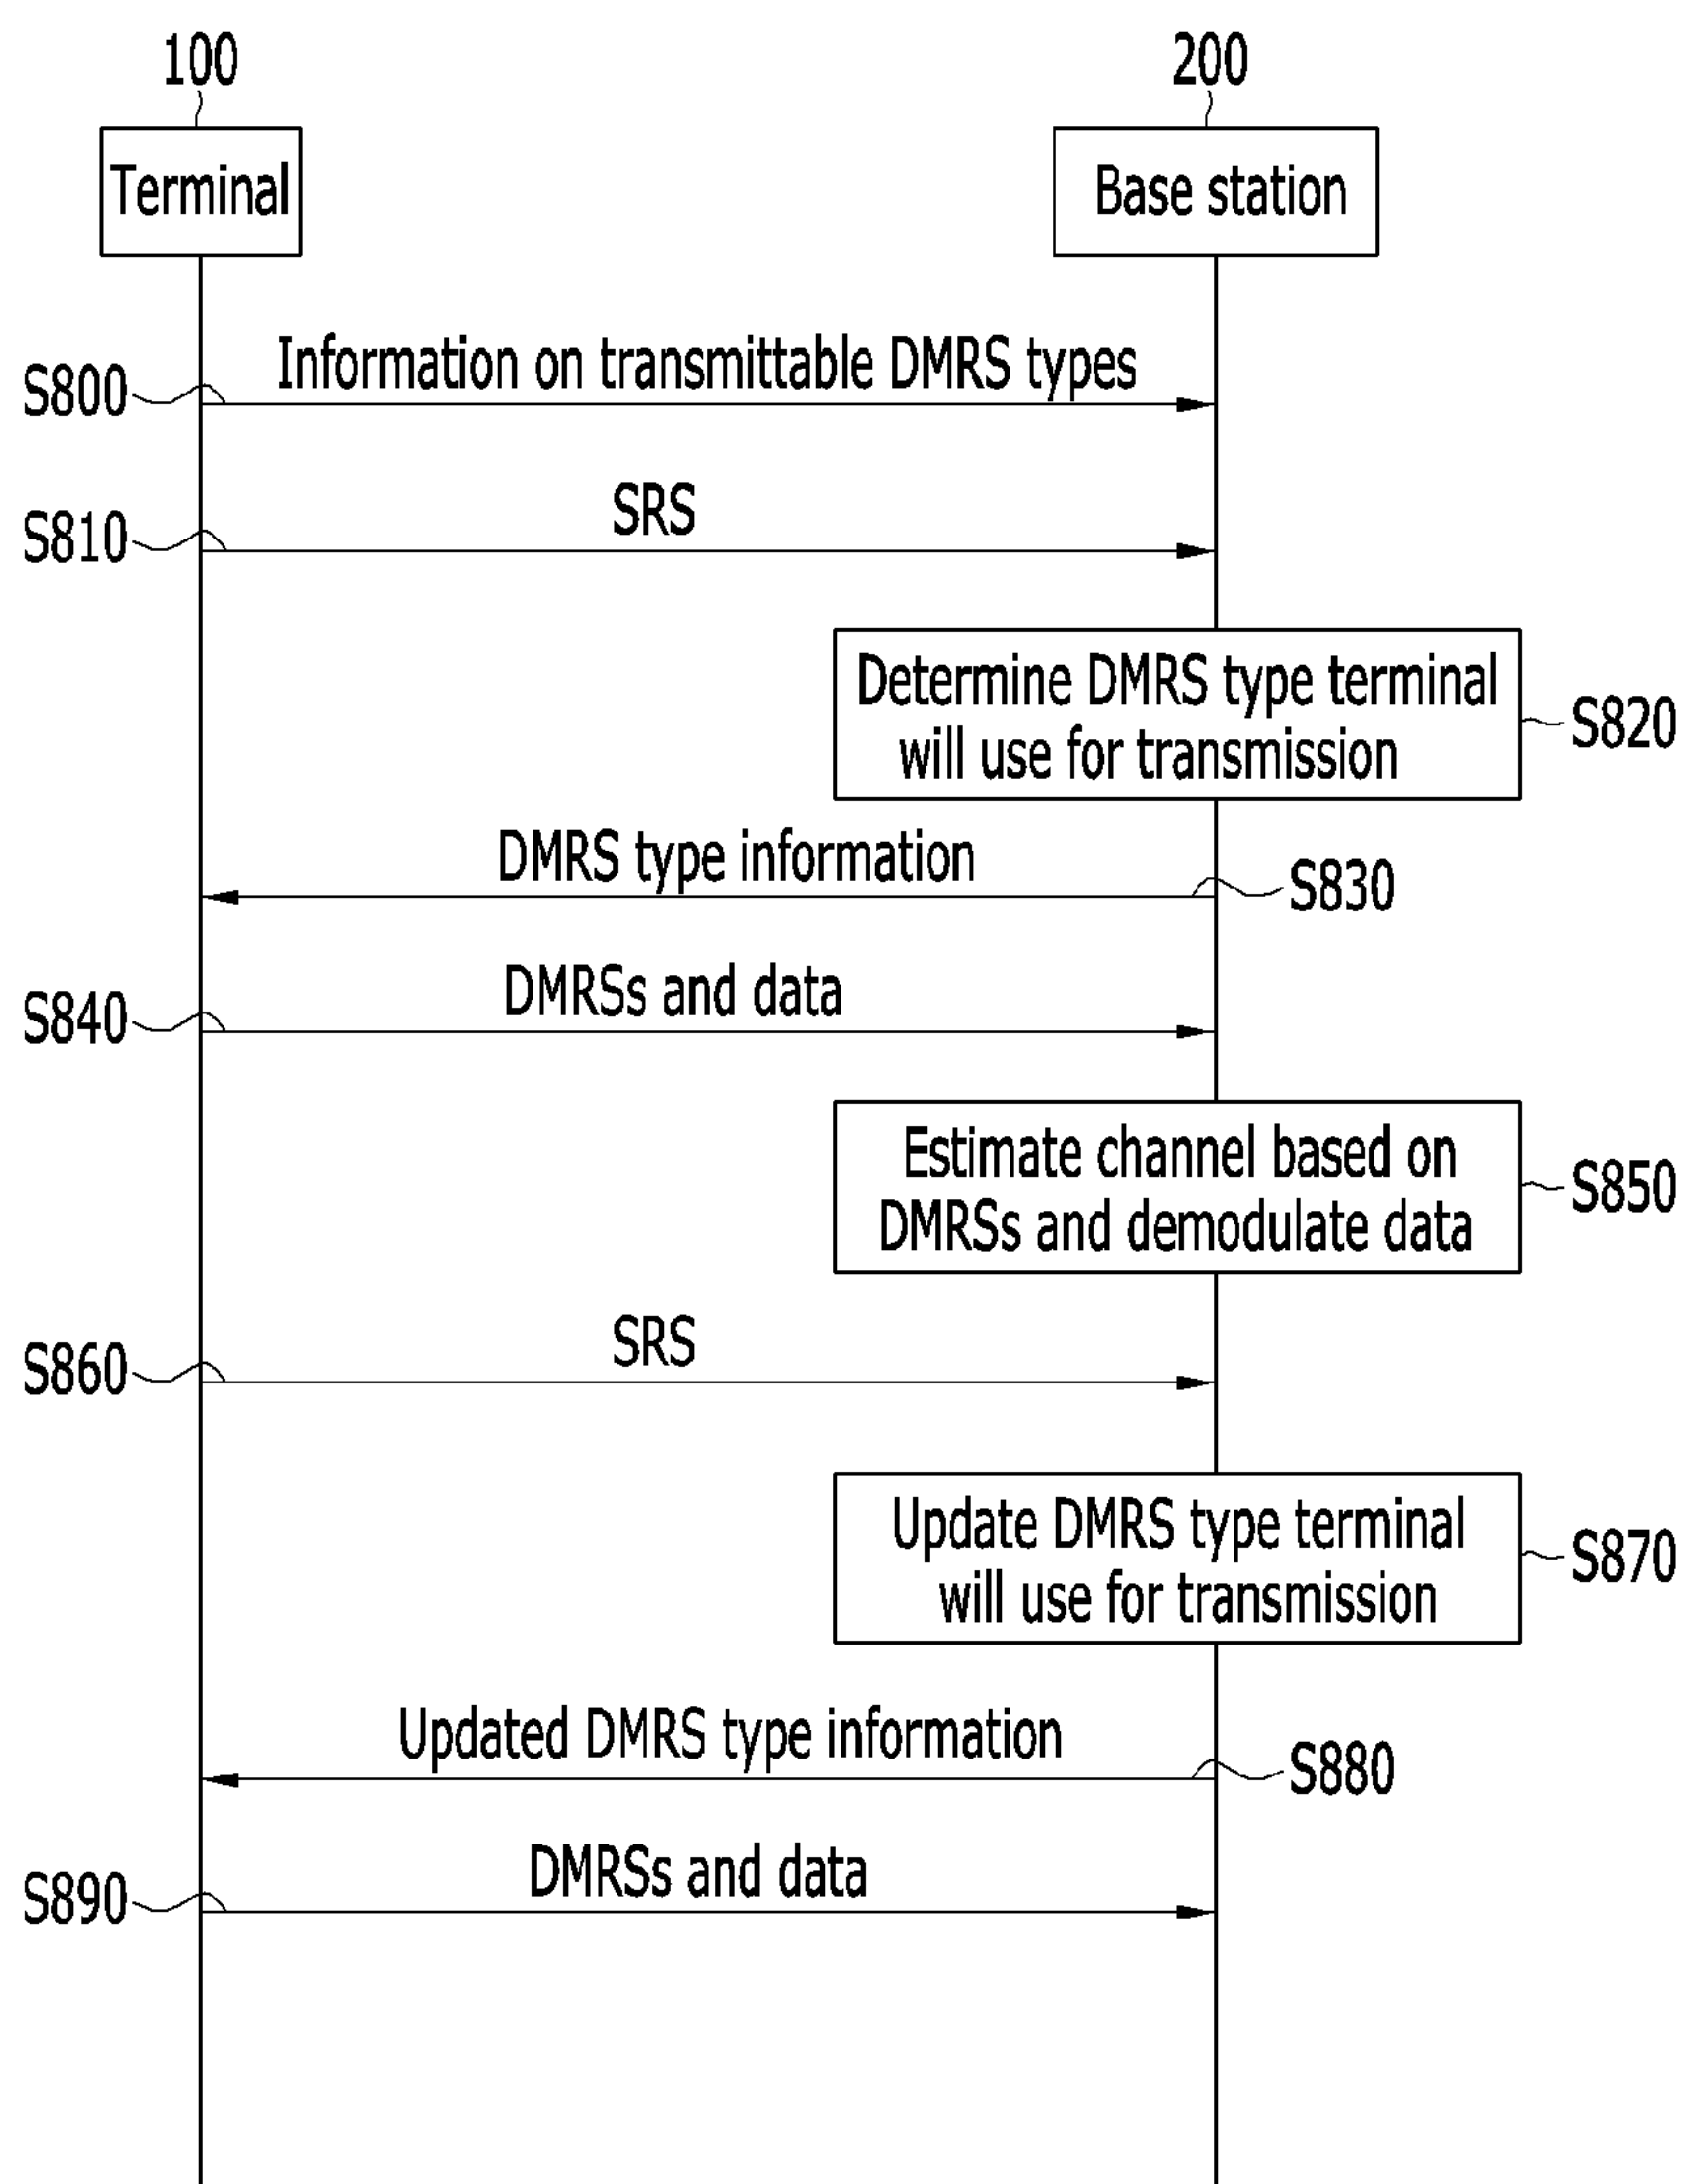 100
200
Terminal
Base station
Information on transmittable DMRS types
S800
SRS
S810
Determine DMRS type terminal
will use for transmission
S820
DMRS type information
S830
DMRSs and data
S840
Estimate channel based on
DMRSs and demodulate data
S850
SRS
S860
Update DMRS type terminal
will use for transmission
S870
Updated DMRS type information
S880
DMRSs and data
S890